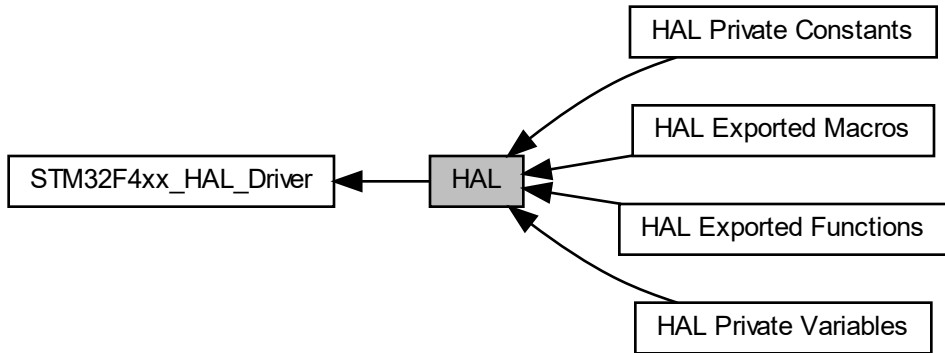 HAL Private Constants
HAL Exported Macros
STM32F4xx_HAL_Driver
HAL
HAL Exported Functions
HAL Private Variables